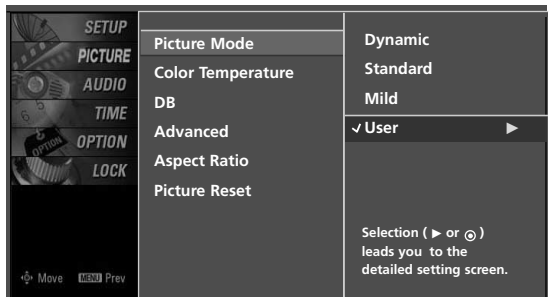 SETUP
PICTURE
AUDIO
TIME
OPTION
LOCK
Move MENU Prev
Picture Mode
Color Temperature
DB
Advanced
Aspect Ratio
Picture Reset
Dynamic
Standard
Mild
✓ User ▶
Selection ( ▶ or ◉ )
leads you to the
detailed setting screen.